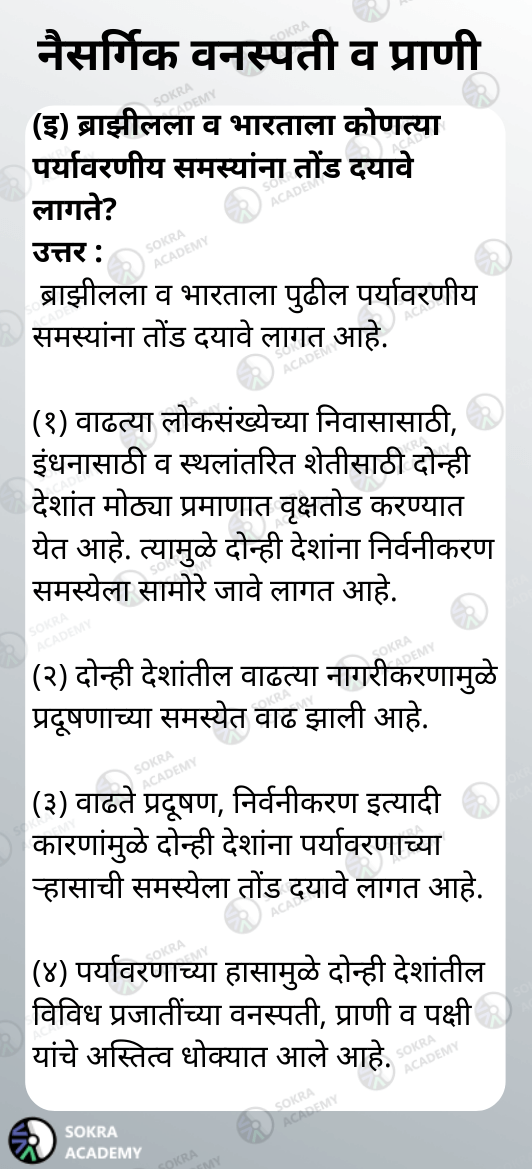 नैसर्गिक वनस्पती व प्राणी
(इ) ब्राझीलला व भारताला कोणत्या
पर्यावरणीय समस्यांना तोंड दयावे
लागते?
उत्तर :
ब्राझीलला व भारताला पुढील पर्यावरणीय
समस्यांना तोंड दयावे लागत आहे.
(१) वाढत्या लोकसंख्येच्या निवासासाठी,
इंधनासाठी व स्थलांतरित शेतीसाठी दोन्ही
देशांत मोठ्या प्रमाणात वृक्षतोड करण्यात
येत आहे. त्यामुळे दोन्ही देशांना निर्वनीकरण
समस्येला सामोरे जावे लागत आहे.
(२) दोन्ही देशांतील वाढत्या नागरीकरणामुळे
प्रदूषणाच्या समस्येत वाढ झाली आहे.
(३) वाढते प्रदूषण, निर्वनीकरण इत्यादी
कारणांमुळे दोन्ही देशांना पर्यावरणाच्या
ऱ्हासाची समस्येला तोंड दयावे लागत आहे.
(४) पर्यावरणाच्या हासामुळे दोन्ही देशांतील
विविध प्रजातींच्या वनस्पती, प्राणी व पक्षी
यांचे अस्तित्व धोक्यात आले आहे.
SOKRA
ACADEMY